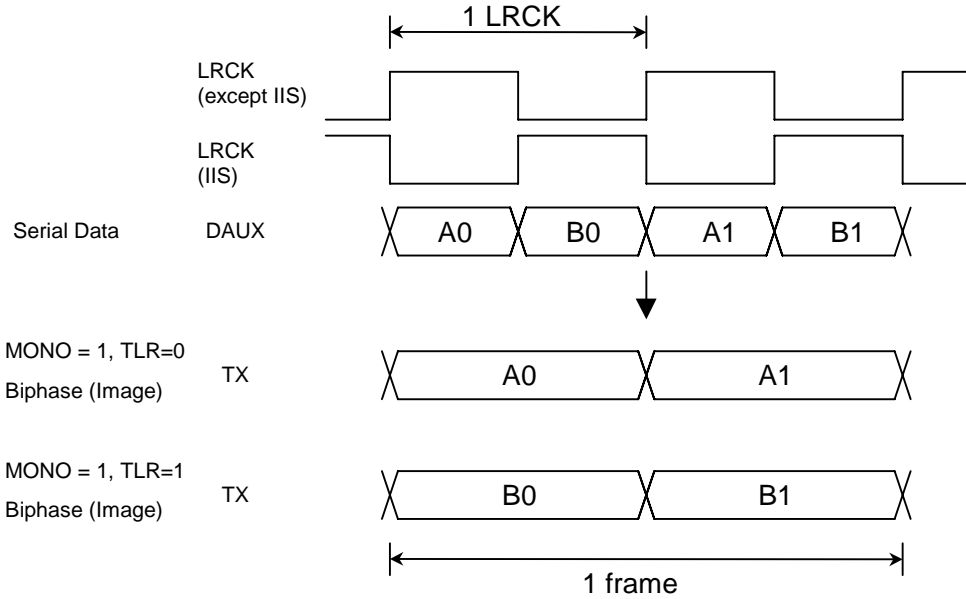 1 LRCK
LRCK
(except IIS)
LRCK
(IIS)
Serial Data DAUX A0 B0 A1 B1
MONO = 1, TLR=0
Biphase (Image) TX A0 A1
MONO = 1, TLR=1
Biphase (Image) TX B0 B1
1 frame